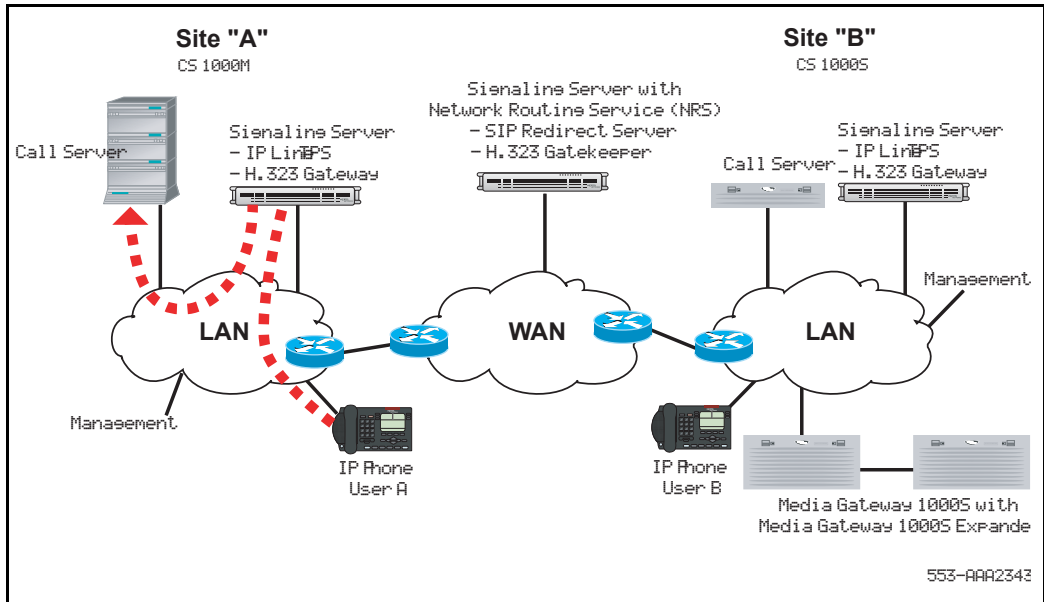 Site "A"
CS 1000M
Call Server
Signaling Server
– IP Line TPS
– H.323 Gateway
Signaling Server with
Network Routing Service (NRS)
– SIP Redirect Server
– H.323 Gatekeeper
Site "B"
CS 1000S
Call Server
Signaling Server
– IP Line TPS
– H.323 Gateway
Management
LAN
WAN
LAN
Management
IP Phone
User A
IP Phone
User B
Media Gateway 1000S with
Media Gateway 1000S Expande
553-AAA2343